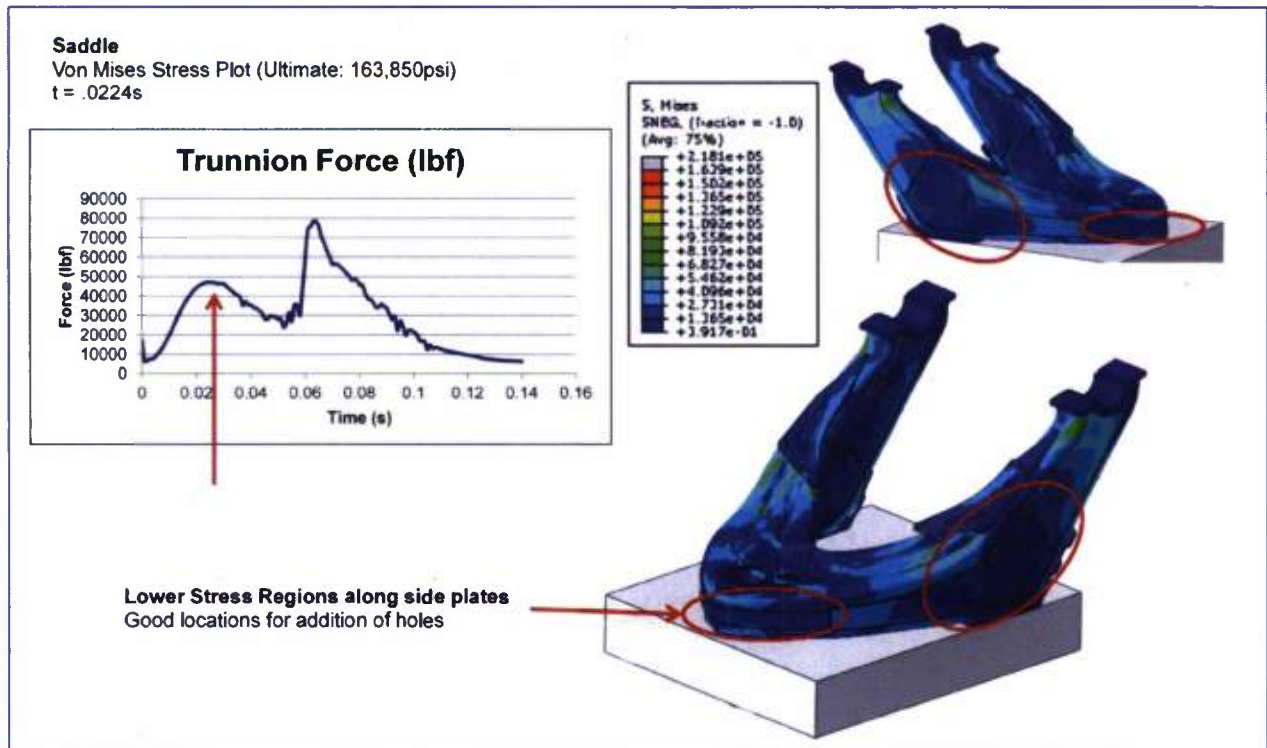 Saddle
Von Mises Stress Plot (Ultimate: 163,850psi)
t = .0224s
Trunnion Force (lbf)
90000
80000
70000
60000
50000
40000
30000
20000
10000
0
Force (lbf)
0
0.02
0.04
0.06
0.08
0.10
0.12
0.14
0.16
Time (s)
S, Mises
SNEG, (fraction = -1.0)
(Avg: 75%)
+2.181e+05
+1.639e+05
+1.502e+05
+1.365e+05
+1.229e+05
+1.092e+05
+9.558e+04
+8.193e+04
+6.827e+04
+5.462e+04
+4.096e+04
+2.731e+04
+1.365e+04
+3.917e-01
Lower Stress Regions along side plates
Good locations for addition of holes